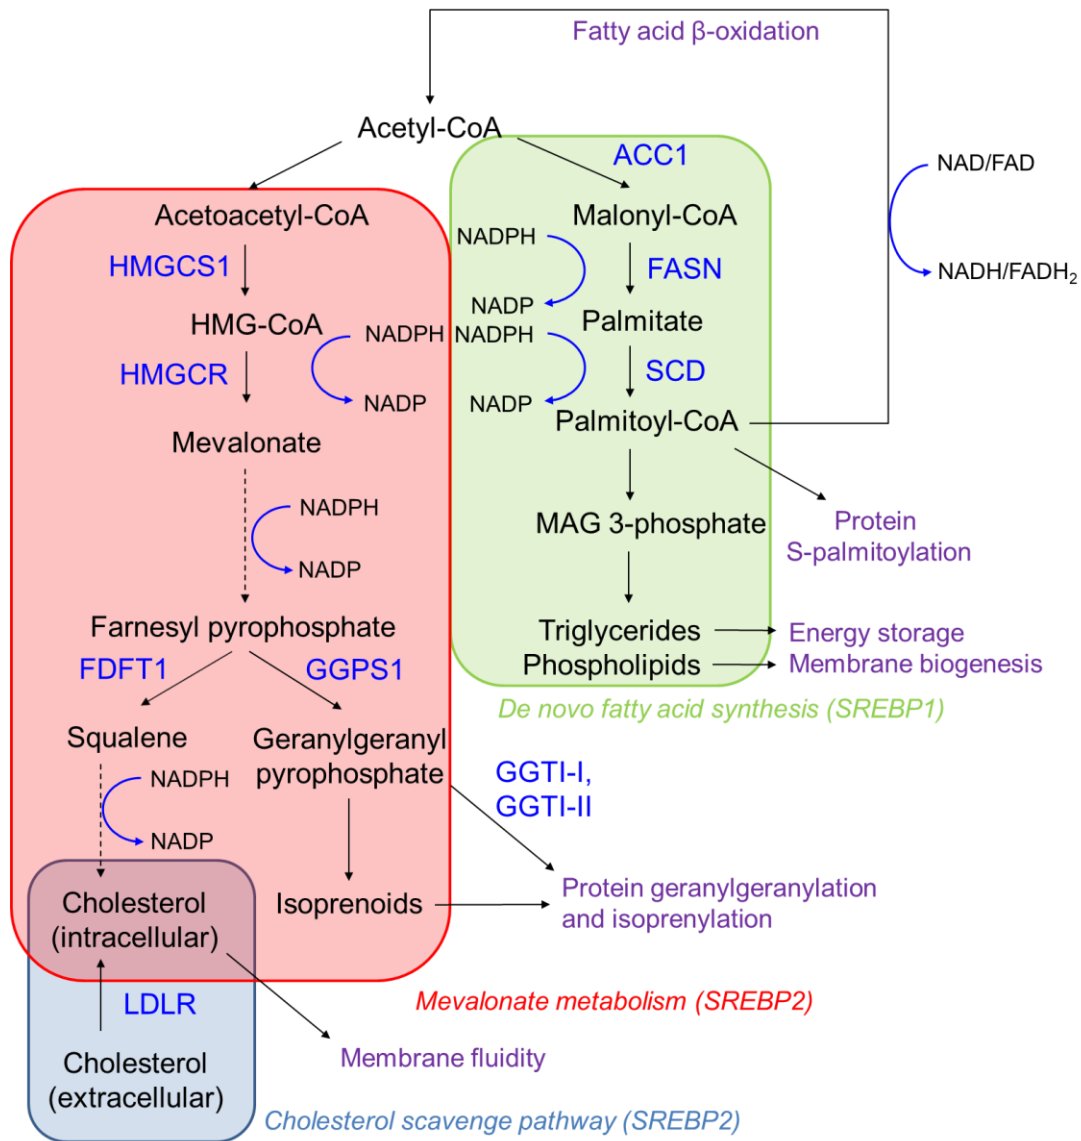 Fatty acid β-oxidation
Acetyl-CoA
ACC1
NAD/FAD
NADH/FADH₂
Acetoacetyl-CoA
HMGCS1
HMG-CoA
NADPH
HMGCR
NADP
Mevalonate
NADPH
NADP
Farnesyl pyrophosphate
FDFT1
GGPS1
Squalene
NADPH
NADP
Geranylgeranyl
pyrophosphate
GGTI-I,
GGTI-II
Cholesterol
(intracellular)
Isoprenoids
Protein geranylgeranylation
and isoprenylation
LDLR
Mevalonate metabolism (SREBP2)
Cholesterol
(extracellular)
Membrane fluidity
Cholesterol scavenge pathway (SREBP2)
Malonyl-CoA
NADPH
FASN
NADP
Palmitate
NADPH
SCD
NADP
Palmitoyl-CoA
Protein
S-palmitoylation
MAG 3-phosphate
Triglycerides
Energy storage
Phospholipids
Membrane biogenesis
De novo fatty acid synthesis (SREBP1)